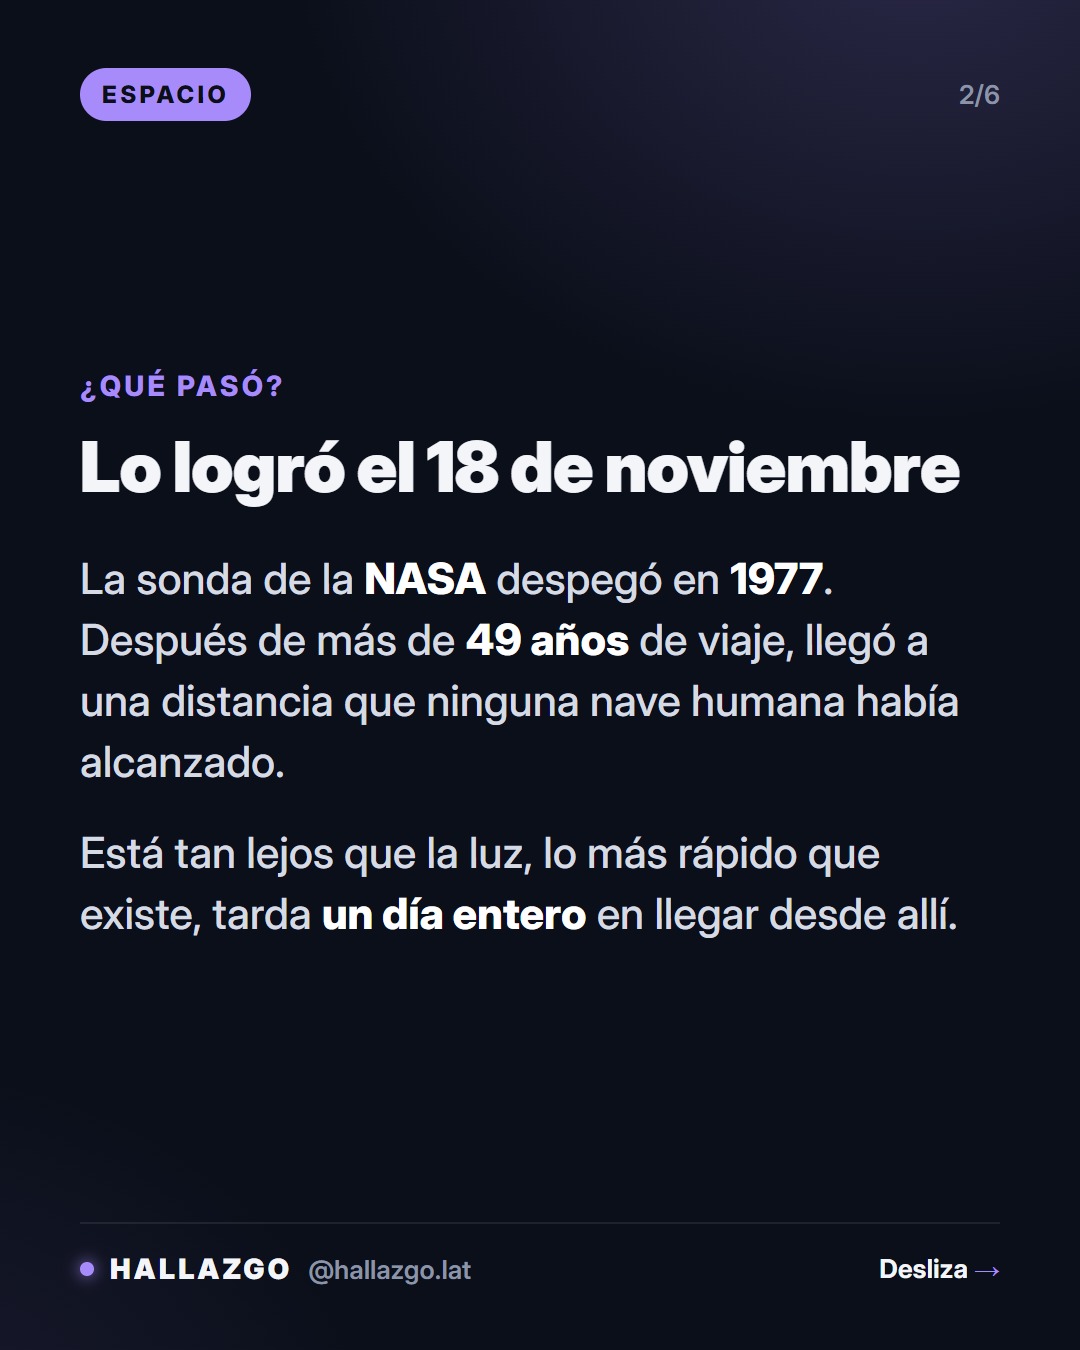 ESPACIO
2/6
¿QUÉ PASÓ?
Lo logró el 18 de noviembre
La sonda de la NASA despegó en 1977.
Después de más de 49 años de viaje, llegó a
una distancia que ninguna nave humana había
alcanzado.
Está tan lejos que la luz, lo más rápido que
existe, tarda un día entero en llegar desde allí.
HALLAZGO @hallazgo.lat
Desliza →